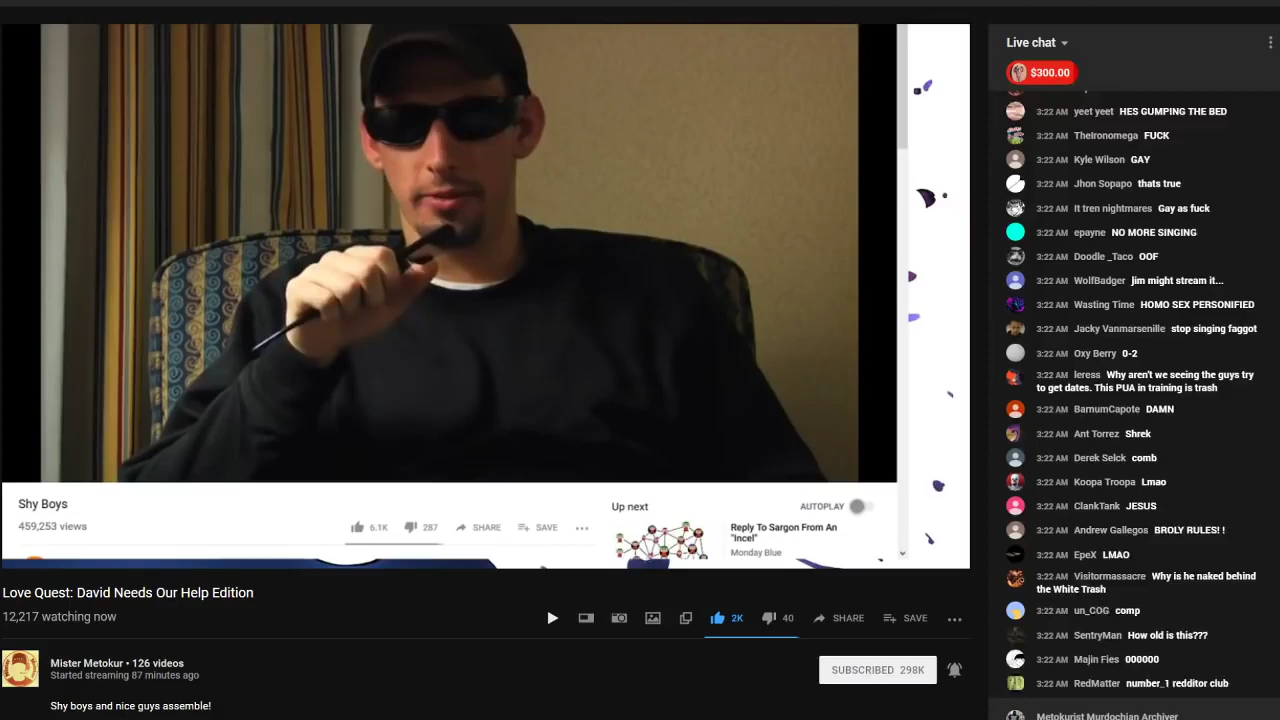 Live chat
$300.00
3:22 AM yeet yeet HES GUMPING THE BED
3:22 AM TheIronomega FUCK
3:22 AM Kyle Wilson GAY
3:22 AM Jhon Sopapo thats true
3:22 AM It tren nightmares Gay as fuck
3:22 AM epayne NO MORE SINGING
3:22 AM Doodle _Taco OOF
3:22 AM WolfBadger jim might stream it...
3:22 AM Wasting Time HOMO SEX PERSONIFIED
3:22 AM Jacky Vanmarsenille stop singing faggot
3:22 AM Oxy Berry 0-2
3:22 AM leress Why aren't we seeing the guys try
to get dates. This PUA in training is trash
3:22 AM BarnumCapote DAMN
3:22 AM Ant Torrez Shrek
3:22 AM Derek Selck comb
3:22 AM Koopa Troopa Lmao
3:22 AM ClankTank JESUS
3:22 AM Andrew Gallegos BROLY RULES! !
3:22 AM EpeX LMAO
3:22 AM Visitormassacre Why is he naked behind
the White Trash
3:22 AM un_COG comp
3:22 AM SentryMan How old is this???
3:22 AM Majin Fies 000000
3:22 AM RedMatter number_1 redditor club
Metokurist Murdochian Archiver
Shy Boys
459,253 views
6.1K 287 SHARE SAVE
Up next
AUTOPLAY
Reply To Sargon From An
"Incel"
Monday Blue
Love Quest: David Needs Our Help Edition
12,217 watching now
2K 40 SHARE SAVE
Mister Metokur • 126 videos
Started streaming 87 minutes ago
SUBSCRIBED 298K
Shy boys and nice guys assemble!